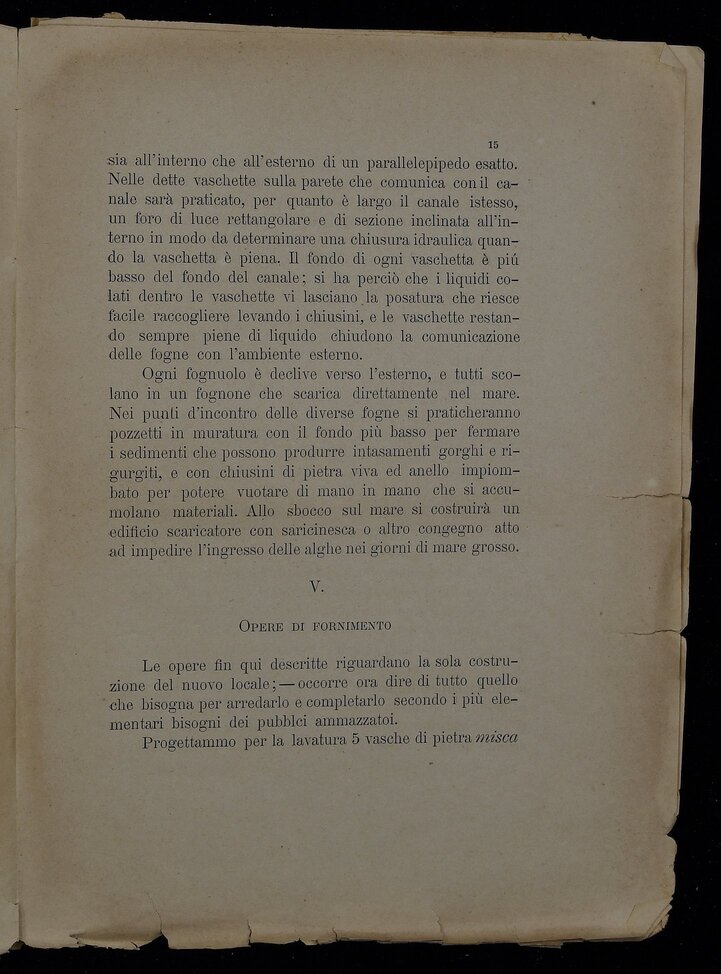 15
sia all'interno che all'esterno di un parallelepipedo esatto.
Nelle dette vaschette sulla parete che comunica con il ca-
nale sarà praticato, per quanto è largo il canale istesso,
un foro di luce rettangolare e di sezione inclinata all'in-
terno in modo da determinare una chiusura idraulica quan-
do la vaschetta è piena. Il fondo di ogni vaschetta è piú
basso del fondo del canale; si ha perciò che i liquidi co-
lati dentro le vaschette vi lasciano la posatura che riesce
facile raccogliere levando i chiusini, e le vaschette restan-
do sempre piene di liquido chiudono la comunicazione
delle fogne con l'ambiente esterno.
Ogni fognuolo è declive verso l'esterno, e tutti sco-
lano in un fognone che scarica direttamente nel mare.
Nei punti d'incontro delle diverse fogne si praticheranno
pozzetti in muratura con il fondo più basso per fermare
i sedimenti che possono produrre intasamenti gorghi e ri-
gurgiti, e con chiusini di pietra viva ed anello impiom-
bato per potere vuotare di mano in mano che si accu-
molano materiali. Allo sbocco sul mare si costruirà un
edificio scaricatore con saricinesca o altro congegno atto
ad impedire l'ingresso delle alghe nei giorni di mare grosso.
V.
OPERE DI FORNIMENTO
Le opere fin qui descritte riguardano la sola costru-
zione del nuovo locale;—occorre ora dire di tutto quello
che bisogna per arredarlo e completarlo secondo i più ele-
mentari bisogni dei pubblci ammazzatoi.
Progettammo per la lavatura 5 vasche di pietra misca